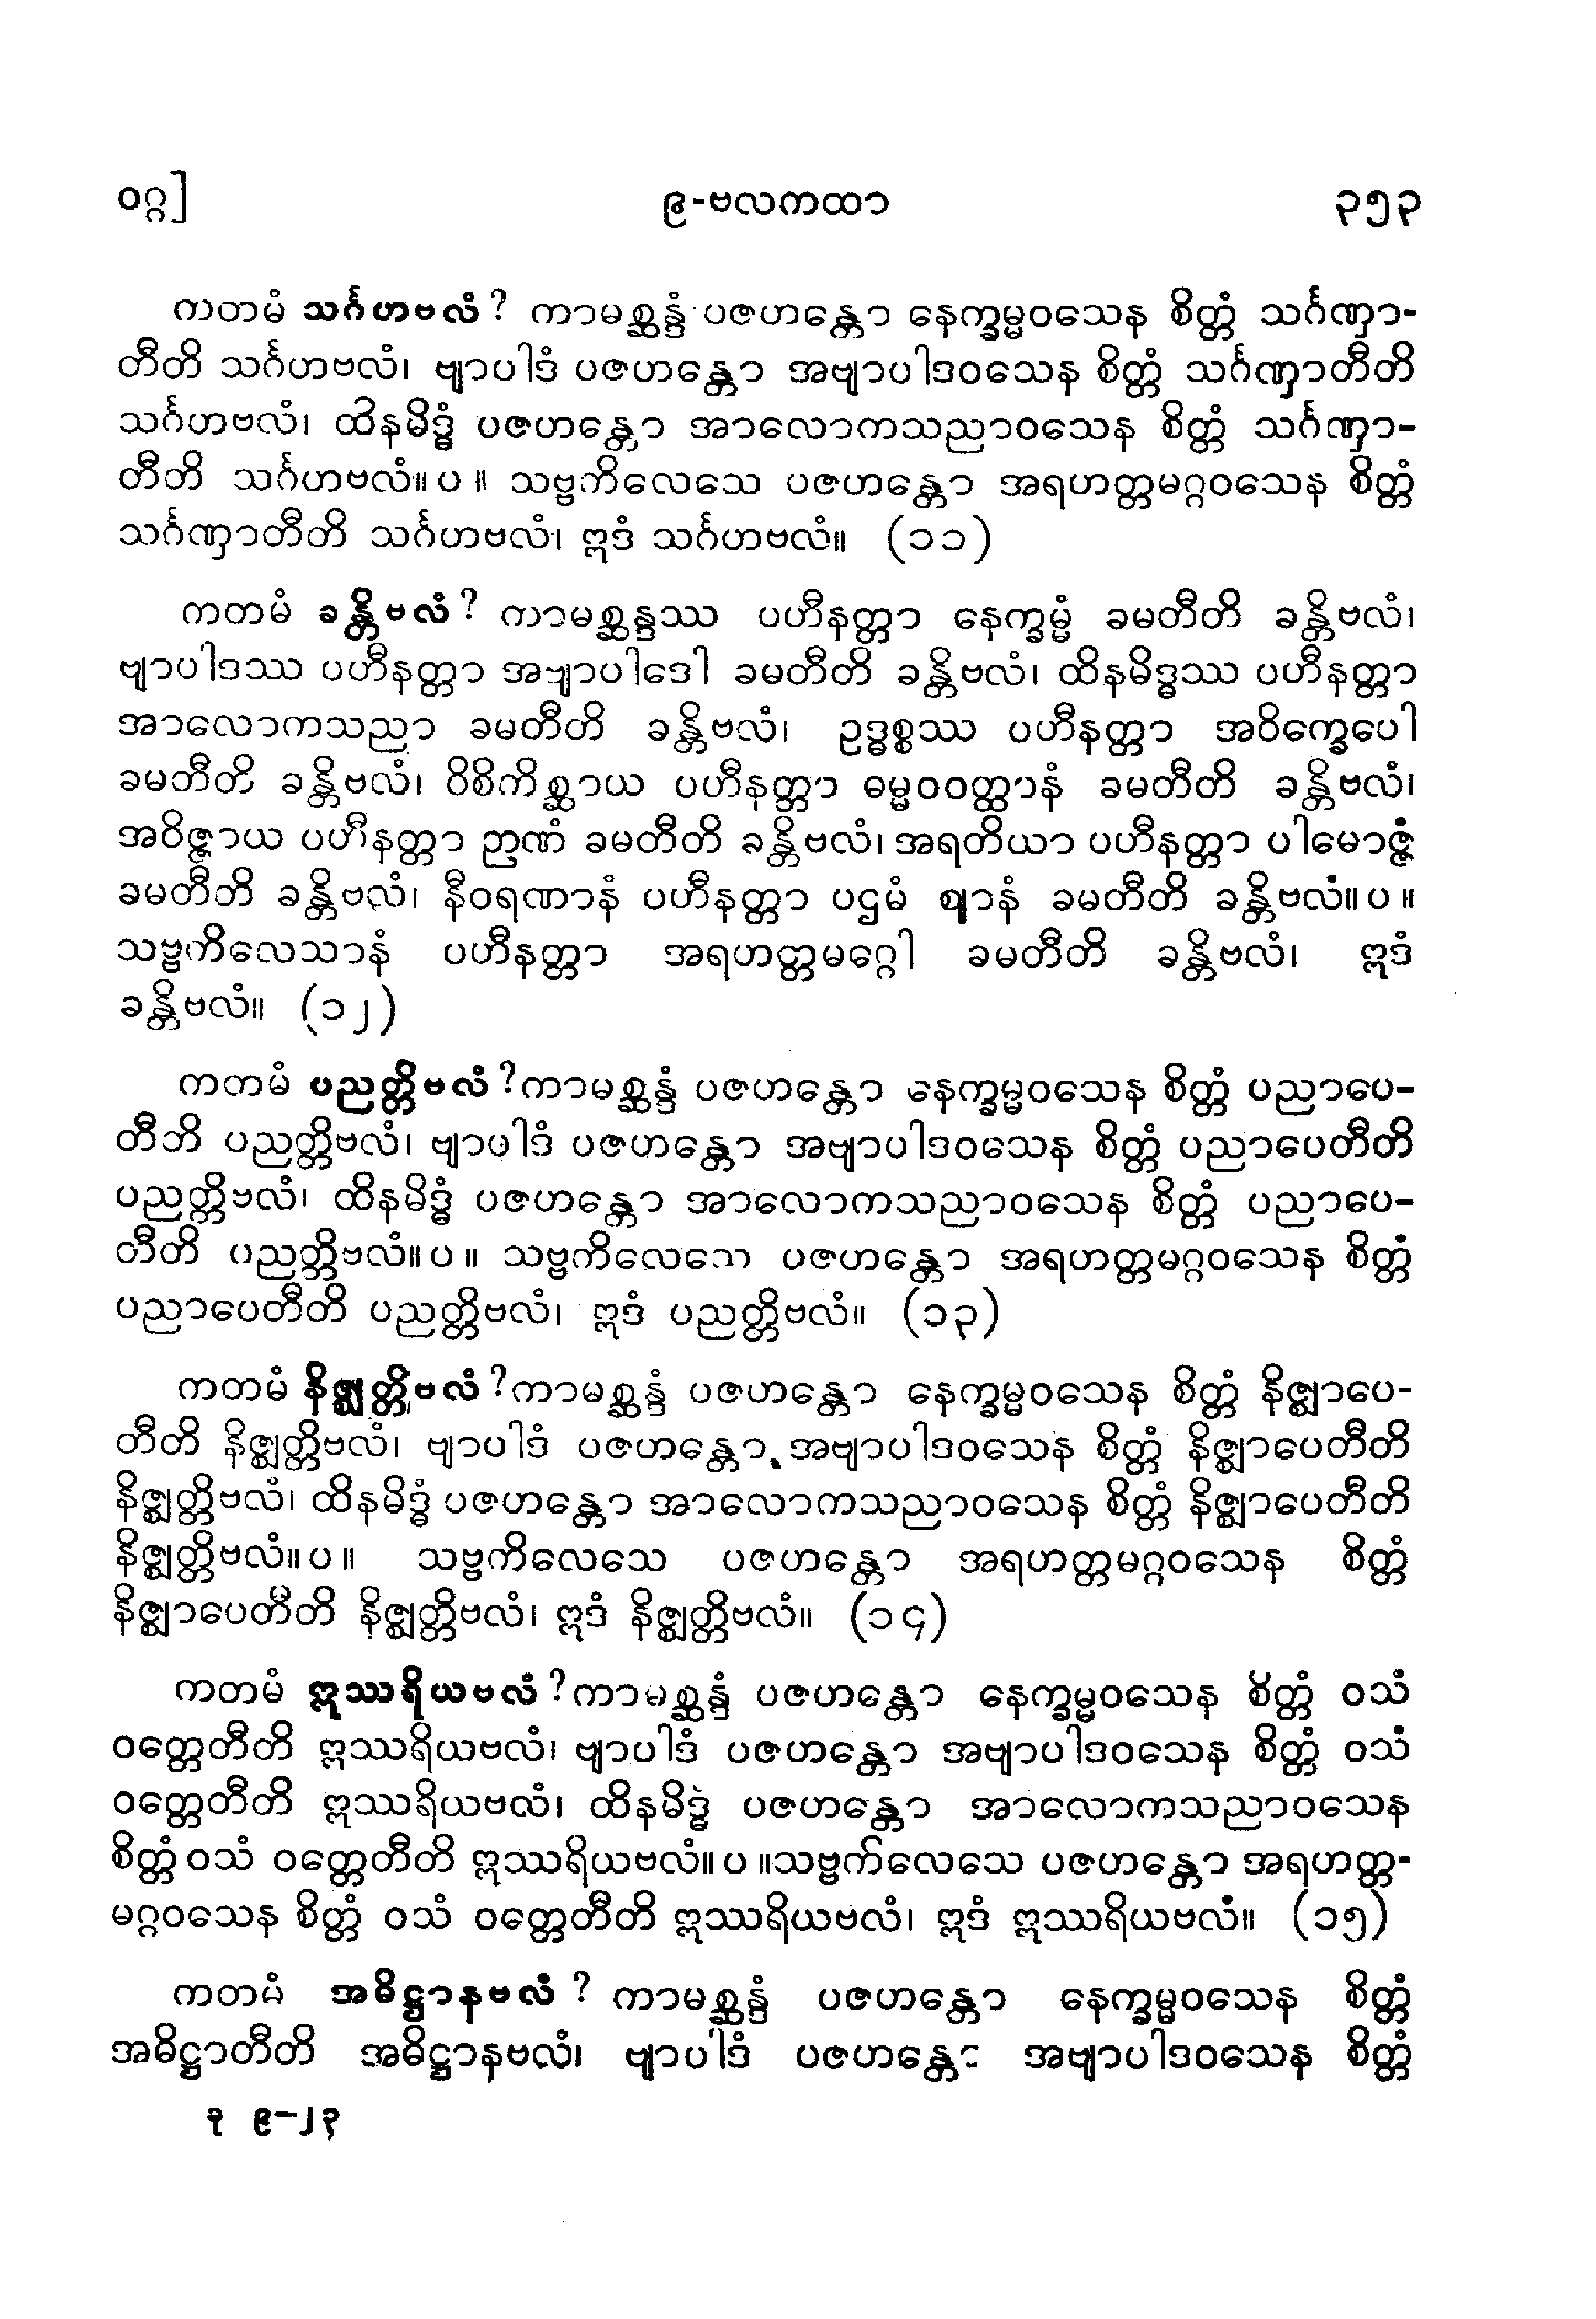 ဝဂ္ဂ] ၉-ဗလကထာ ၃၅၃
ကတမံ သင်္ဂဟဗလံ? ကာမစ္ဆန္ဒံ ပဇဟန္တော နေက္ခမ္မဝသေန စိတ္တံ သင်္ဂဏှာ-
တီတိ သင်္ဂဟဗလံ၊ ဗျာပါဒံ ပဇဟန္တော အဗျာပါဒဝသေန စိတ္တံ သင်္ဂဏှာတီတိ
သင်္ဂဟဗလံ၊ ထိနမိဒ္ဓံ ပဇဟန္တော အာလောကသညာဝသေန စိတ္တံ သင်္ဂဏှာ-
တီတိ သင်္ဂဟဗလံ။ ပ ။ သဗ္ဗကိလေသေ ပဇဟန္တော အရဟတ္တမဂ္ဂဝသေန စိတ္တံ
သင်္ဂဏှာတီတိ သင်္ဂဟဗလံ၊ ဣဒံ သင်္ဂဟဗလံ။ (၁၁)
ကတမံ ခန္တိဗလံ? ကာမစ္ဆန္ဒဿ ပဟီနတ္တာ နေက္ခမ္မံ ခမတီတိ ခန္တိဗလံ၊
ဗျာပါဒဿ ပဟီနတ္တာ အဗျာပါဒေါ ခမတီတိ ခန္တိဗလံ၊ ထိနမိဒ္ဓဿ ပဟီနတ္တာ
အာလောကသညာ ခမတီတိ ခန္တိဗလံ၊ ဥဒ္ဓစ္စဿ ပဟီနတ္တာ အဝိက္ခေပေါ
ခမတီတိ ခန္တိဗလံ၊ ဝိစိကိစ္ဆာယ ပဟီနတ္တာ ဓမ္မဝဝတ္ထာနံ ခမတီတိ ခန္တိဗလံ၊
အဝိဇ္ဇာယ ပဟီနတ္တာ ဉာဏံ ခမတီတိ ခန္တိဗလံ၊ အရတိယာ ပဟီနတ္တာ ပါမောဇ္ဇံ
ခမတီတိ ခန္တိဗလံ၊ နီဝရဏာနံ ပဟီနတ္တာ ပဌမံ ဈာနံ ခမတီတိ ခန္တိဗလံ။ ပ ။
သဗ္ဗကိလေသာနံ ပဟီနတ္တာ အရဟတ္တမဂ္ဂေါ ခမတီတိ ခန္တိဗလံ၊ ဣဒံ
ခန္တိဗလံ။ (၁၂)
ကတမံ ပညတ္တိဗလံ? ကာမစ္ဆန္ဒံ ပဇဟန္တော နေက္ခမ္မဝသေန စိတ္တံ ပညာပေ-
တီတိ ပညတ္တိဗလံ၊ ဗျာပါဒံ ပဇဟန္တော အဗျာပါဒဝသေန စိတ္တံ ပညာပေတီတိ
ပညတ္တိဗလံ၊ ထိနမိဒ္ဓံ ပဇဟန္တော အာလောကသညာဝသေန စိတ္တံ ပညာပေ-
တီတိ ပညတ္တိဗလံ။ ပ ။ သဗ္ဗကိလေသေ ပဇဟန္တော အရဟတ္တမဂ္ဂဝသေန စိတ္တံ
ပညာပေတီတိ ပညတ္တိဗလံ၊ ဣဒံ ပညတ္တိဗလံ။ (၁၃)
ကတမံ နိဇ္ဈတ္တိဗလံ? ကာမစ္ဆန္ဒံ ပဇဟန္တော နေက္ခမ္မဝသေန စိတ္တံ နိဇ္ဈာပေ-
တီတိ နိဇ္ဈတ္တိဗလံ၊ ဗျာပါဒံ ပဇဟန္တော အဗျာပါဒဝသေန စိတ္တံ နိဇ္ဈာပေတီတိ
နိဇ္ဈတ္တိဗလံ၊ ထိနမိဒ္ဓံ ပဇဟန္တော အာလောကသညာဝသေန စိတ္တံ နိဇ္ဈာပေတီတိ
နိဇ္ဈတ္တိဗလံ။ ပ ။ သဗ္ဗကိလေသေ ပဇဟန္တော အရဟတ္တမဂ္ဂဝသေန စိတ္တံ
နိဇ္ဈာပေတီတိ နိဇ္ဈတ္တိဗလံ၊ ဣဒံ နိဇ္ဈတ္တိဗလံ။ (၁၄)
ကတမံ ဣဿရိယဗလံ? ကာမစ္ဆန္ဒံ ပဇဟန္တော နေက္ခမ္မဝသေန စိတ္တံ ဝသံ
ဝတ္တေတီတိ ဣဿရိယဗလံ၊ ဗျာပါဒံ ပဇဟန္တော အဗျာပါဒဝသေန စိတ္တံ ဝသံ
ဝတ္တေတီတိ ဣဿရိယဗလံ၊ ထိနမိဒ္ဓံ ပဇဟန္တော အာလောကသညာဝသေန
စိတ္တံ ဝသံ ဝတ္တေတီတိ ဣဿရိယဗလံ။ ပ ။ သဗ္ဗကိလေသေ ပဇဟန္တော အရဟတ္တ-
မဂ္ဂဝသေန စိတ္တံ ဝသံ ဝတ္တေတီတိ ဣဿရိယဗလံ၊ ဣဒံ ဣဿရိယဗလံ။ (၁၅)
ကတမံ အဓိဋ္ဌာနဗလံ? ကာမစ္ဆန္ဒံ ပဇဟန္တော နေက္ခမ္မဝသေန စိတ္တံ
အဓိဋ္ဌာတီတိ အဓိဋ္ဌာနဗလံ၊ ဗျာပါဒံ ပဇဟန္တော အဗျာပါဒဝသေန စိတ္တံ
ခု ၉-၂၃